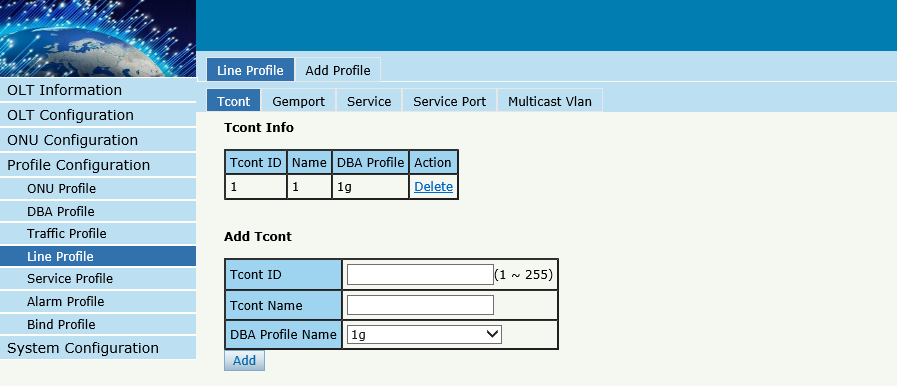 Line Profile Add Profile
OLT Information
OLT Configuration
ONU Configuration
Profile Configuration
ONU Profile
DBA Profile
Traffic Profile
Line Profile
Service Profile
Alarm Profile
Bind Profile
System Configuration
Tcont Gemport Service Service Port Multicast Vlan
Tcont Info
Tcont ID Name DBA Profile Action
1 1 1g Delete
Add Tcont
Tcont ID (1 ~ 255)
Tcont Name
DBA Profile Name 1g
Add